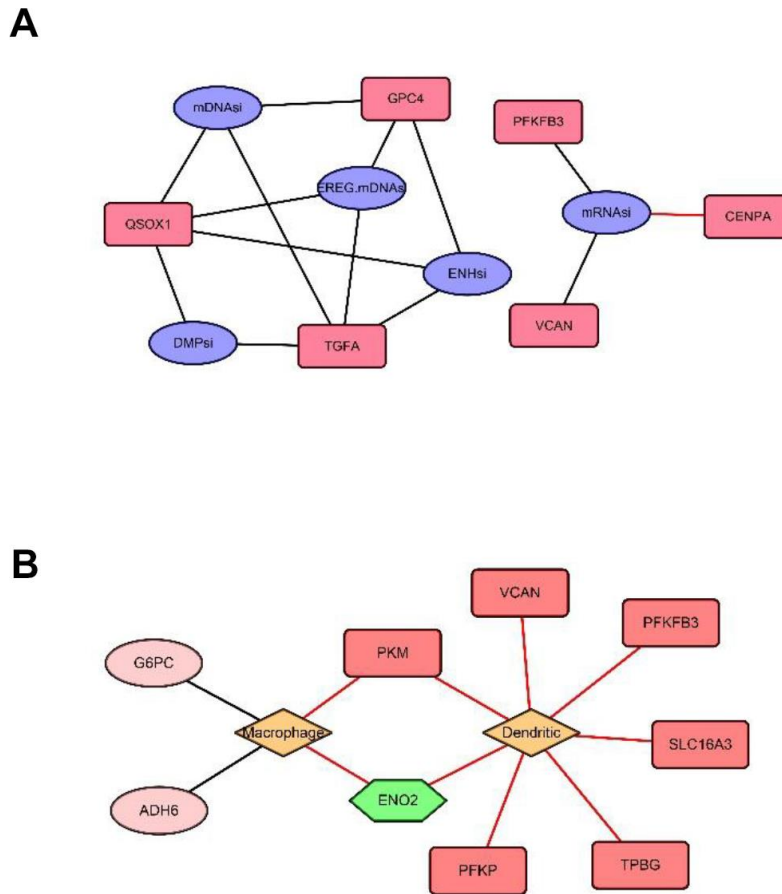 A
mDNAsi
GPC4
PFKFB3
EREG.mDNAs
mRNAsi
CENPA
QSOX1
ENHsi
VCAN
DMPsi
TGFA
B
VCAN
PFKFB3
G6PC
PKM
Macrophage
Dendritic
SLC16A3
ADH6
ENO2
PFKP
TPBG